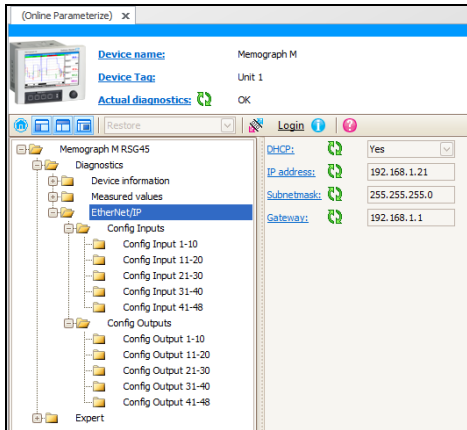 (Online Parameterize) x
Device name: Memograph M
Device Tag: Unit 1
Actual diagnostics: OK
Restore Login
Memograph M RSG45
Diagnostics
Device information
Measured values
EtherNet/IP
Config Inputs
Config Input 1-10
Config Input 11-20
Config Input 21-30
Config Input 31-40
Config Input 41-48
Config Outputs
Config Output 1-10
Config Output 11-20
Config Output 21-30
Config Output 31-40
Config Output 41-48
Expert
DHCP: Yes
IP address: 192.168.1.21
Subnetmask: 255.255.255.0
Gateway: 192.168.1.1